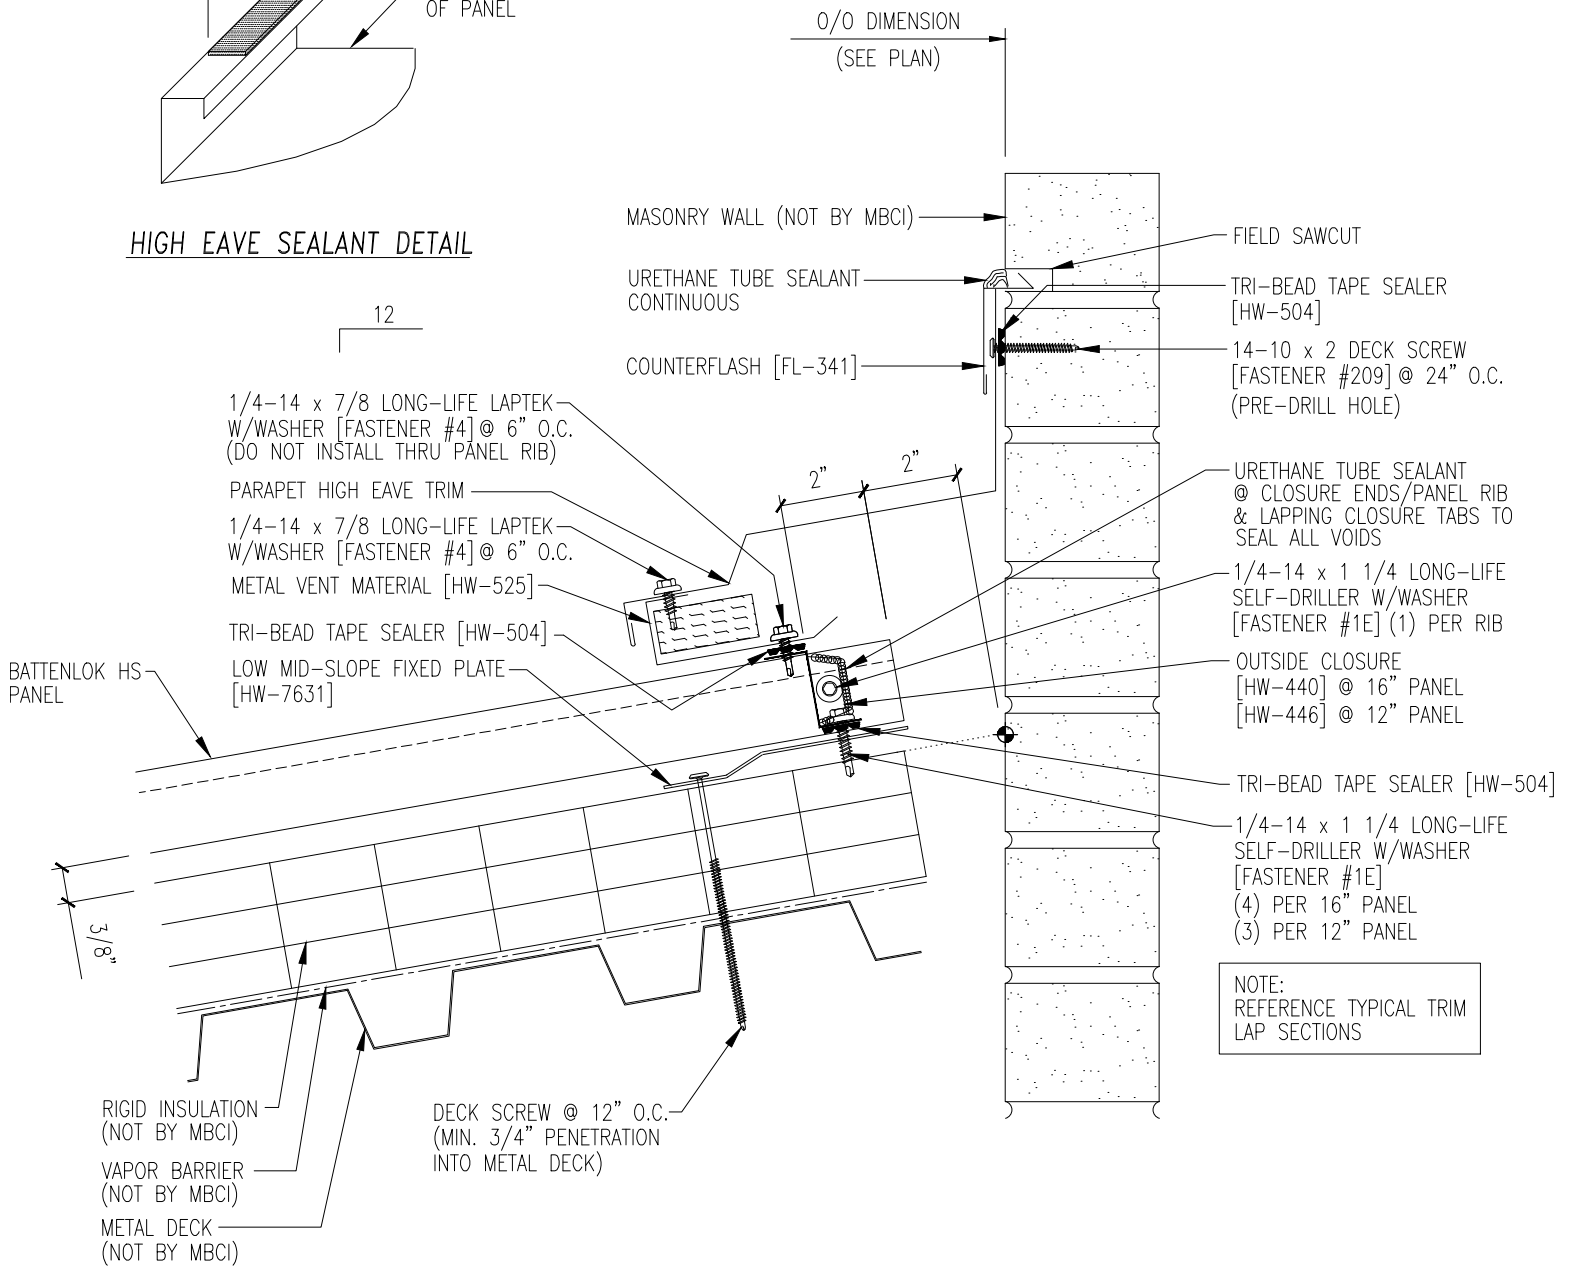 OF PANEL
O/O DIMENSION
(SEE PLAN)
HIGH EAVE SEALANT DETAIL
12
MASONRY WALL (NOT BY MBCI)
URETHANE TUBE SEALANT
CONTINUOUS
COUNTERFLASH [FL-341]
1/4-14 x 7/8 LONG-LIFE LAPTEK
W/WASHER [FASTENER #4] @ 6" O.C.
(DO NOT INSTALL THRU PANEL RIB)
PARAPET HIGH EAVE TRIM
1/4-14 x 7/8 LONG-LIFE LAPTEK
W/WASHER [FASTENER #4] @ 6" O.C.
METAL VENT MATERIAL [HW-525]
TRI-BEAD TAPE SEALER [HW-504]
LOW MID-SLOPE FIXED PLATE
[HW-7631]
BATTENLOK HS
PANEL
2"
2"
FIELD SAWCUT
TRI-BEAD TAPE SEALER
[HW-504]
14-10 x 2 DECK SCREW
[FASTENER #209] @ 24" O.C.
(PRE-DRILL HOLE)
URETHANE TUBE SEALANT
@ CLOSURE ENDS/PANEL RIB
& LAPPING CLOSURE TABS TO
SEAL ALL VOIDS
1/4-14 x 1 1/4 LONG-LIFE
SELF-DRILLER W/WASHER
[FASTENER #1E] (1) PER RIB
OUTSIDE CLOSURE
[HW-440] @ 16" PANEL
[HW-446] @ 12" PANEL
TRI-BEAD TAPE SEALER [HW-504]
1/4-14 x 1 1/4 LONG-LIFE
SELF-DRILLER W/WASHER
[FASTENER #1E]
(4) PER 16" PANEL
(3) PER 12" PANEL
NOTE:
REFERENCE TYPICAL TRIM
LAP SECTIONS
3/8"
RIGID INSULATION
(NOT BY MBCI)
VAPOR BARRIER
(NOT BY MBCI)
METAL DECK
(NOT BY MBCI)
DECK SCREW @ 12" O.C.
(MIN. 3/4" PENETRATION
INTO METAL DECK)